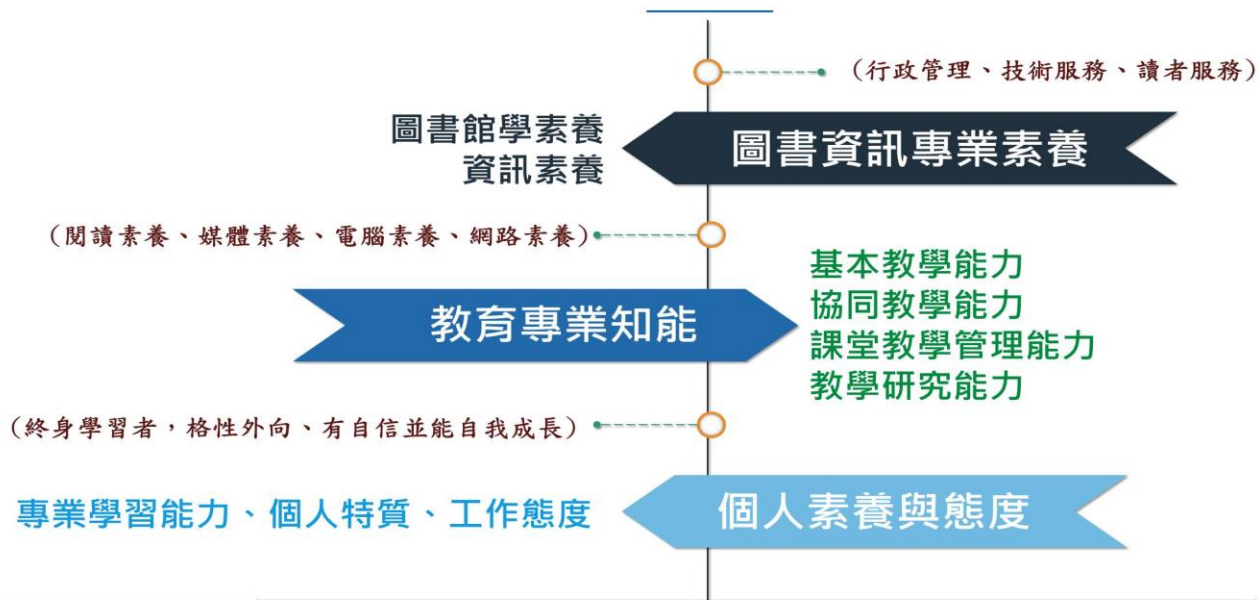 （行政管理、技術服務、讀者服務）
圖書館學素養
資訊素養
圖書資訊專業素養
（閱讀素養、媒體素養、電腦素養、網路素養）
教育專業知能
基本教學能力
協同教學能力
課堂教學管理能力
教學研究能力
（終身學習者，格性外向、有自信並能自我成長）
專業學習能力、個人特質、工作態度
個人素養與態度